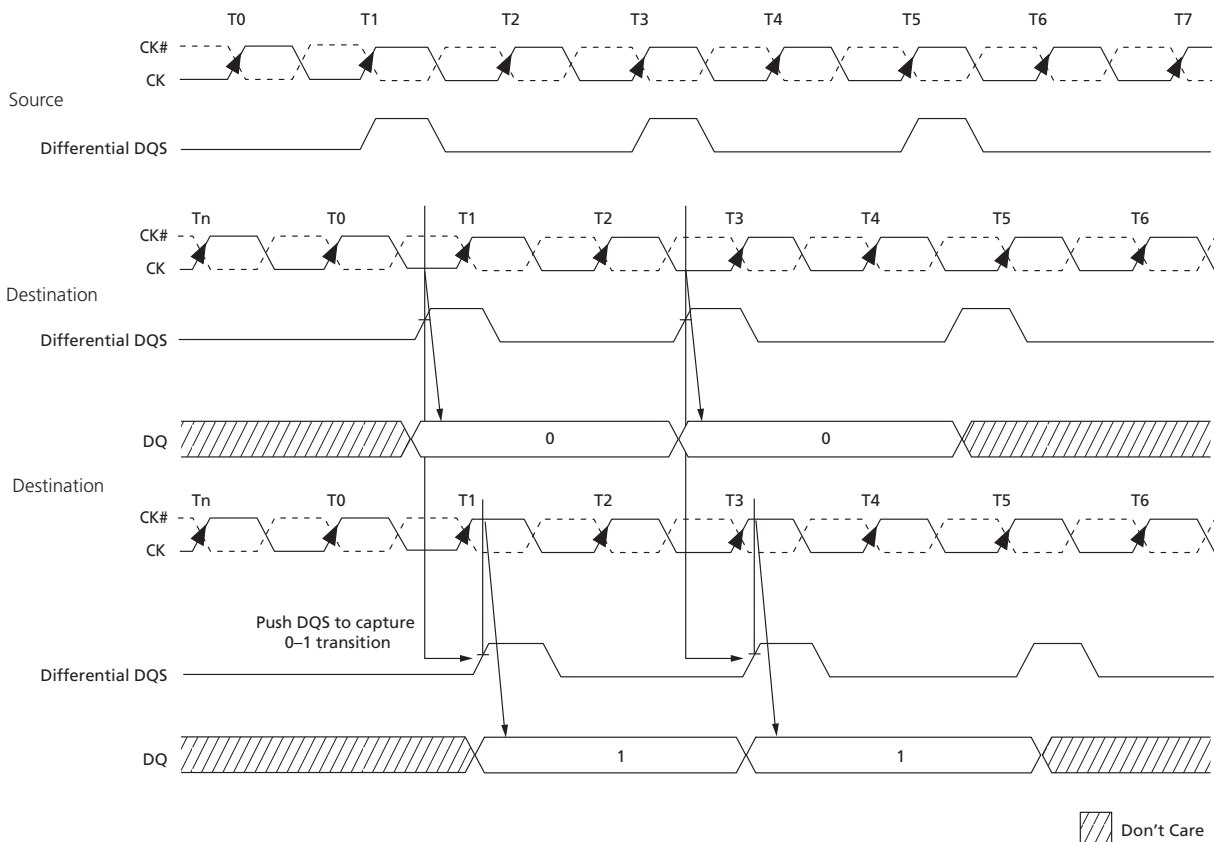 T0 T1 T2 T3 T4 T5 T6 T7
CK#
CK
Source
Differential DQS
Tn T0 T1 T2 T3 T4 T5 T6
CK#
CK
Destination
Differential DQS
DQ 0 0
Destination
Tn T0 T1 T2 T3 T4 T5 T6
CK#
CK
Push DQS to capture
0–1 transition
Differential DQS
DQ 1 1
Don't Care